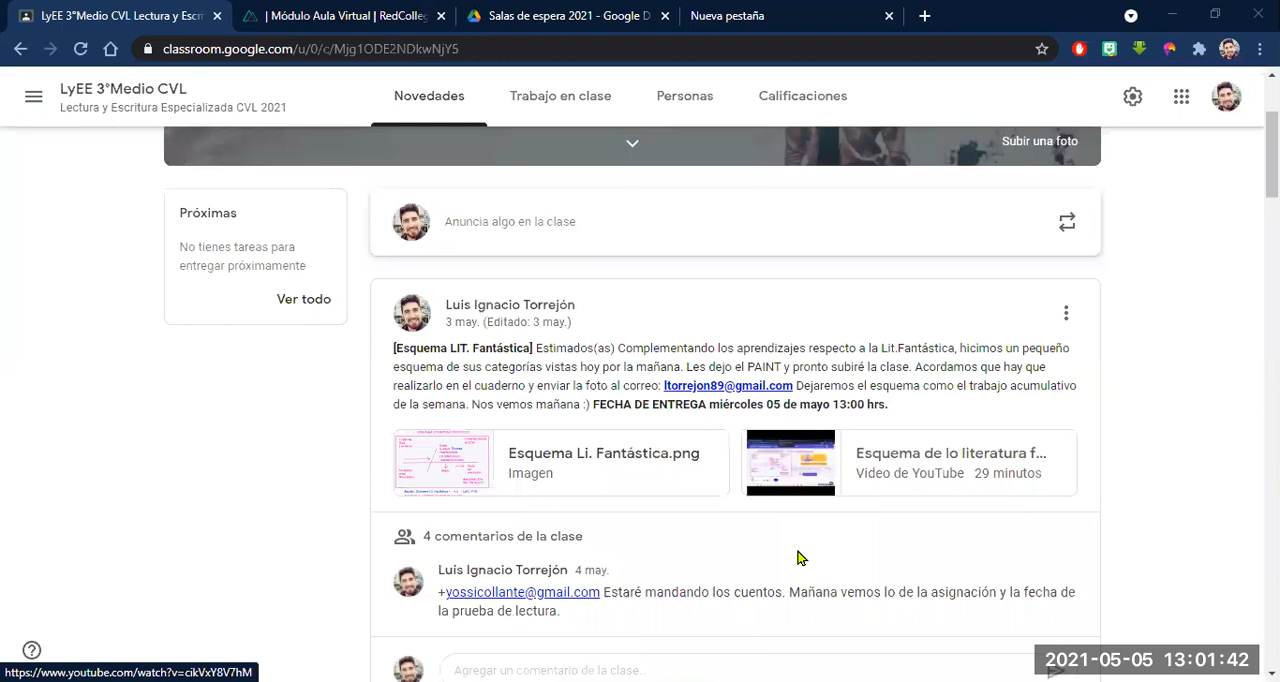 LyEE 3°Medio CVL Lectura y Escri
| Módulo Aula Virtual | RedColleg
Salas de espera 2021 - Google D
Nueva pestaña
classroom.google.com/u/0/c/Mjg1ODE2NDkwNjY5
LyEE 3°Medio CVL
Lectura y Escritura Especializada CVL 2021
Novedades
Trabajo en clase
Personas
Calificaciones
Subir una foto
Próximas
No tienes tareas para
entregar próximamente
Ver todo
Anuncia algo en la clase
Luis Ignacio Torrejón
3 may. (Editado: 3 may.)
[Esquema LIT. Fantástica] Estimados(as) Complementando los aprendizajes respecto a la Lit.Fantástica, hicimos un pequeño
esquema de sus categorías vistas hoy por la mañana. Les dejo el PAINT y pronto subiré la clase. Acordamos que hay que
realizarlo en el cuaderno y enviar la foto al correo: ltorrejon89@gmail.com Dejaremos el esquema como el trabajo acumulativo
de la semana. Nos vemos mañana :) FECHA DE ENTREGA miércoles 05 de mayo 13:00 hrs.
Esquema Li. Fantástica.png
Imagen
Esquema de lo literatura f...
Video de YouTube 29 minutos
4 comentarios de la clase
Luis Ignacio Torrejón 4 may.
+yossicollante@gmail.com Estaré mandando los cuentos. Mañana vemos lo de la asignación y la fecha de
la prueba de lectura.
Agregar un comentario de la clase...
https://www.youtube.com/watch?v=cikVxY8V7hM
2021-05-05 13:01:42